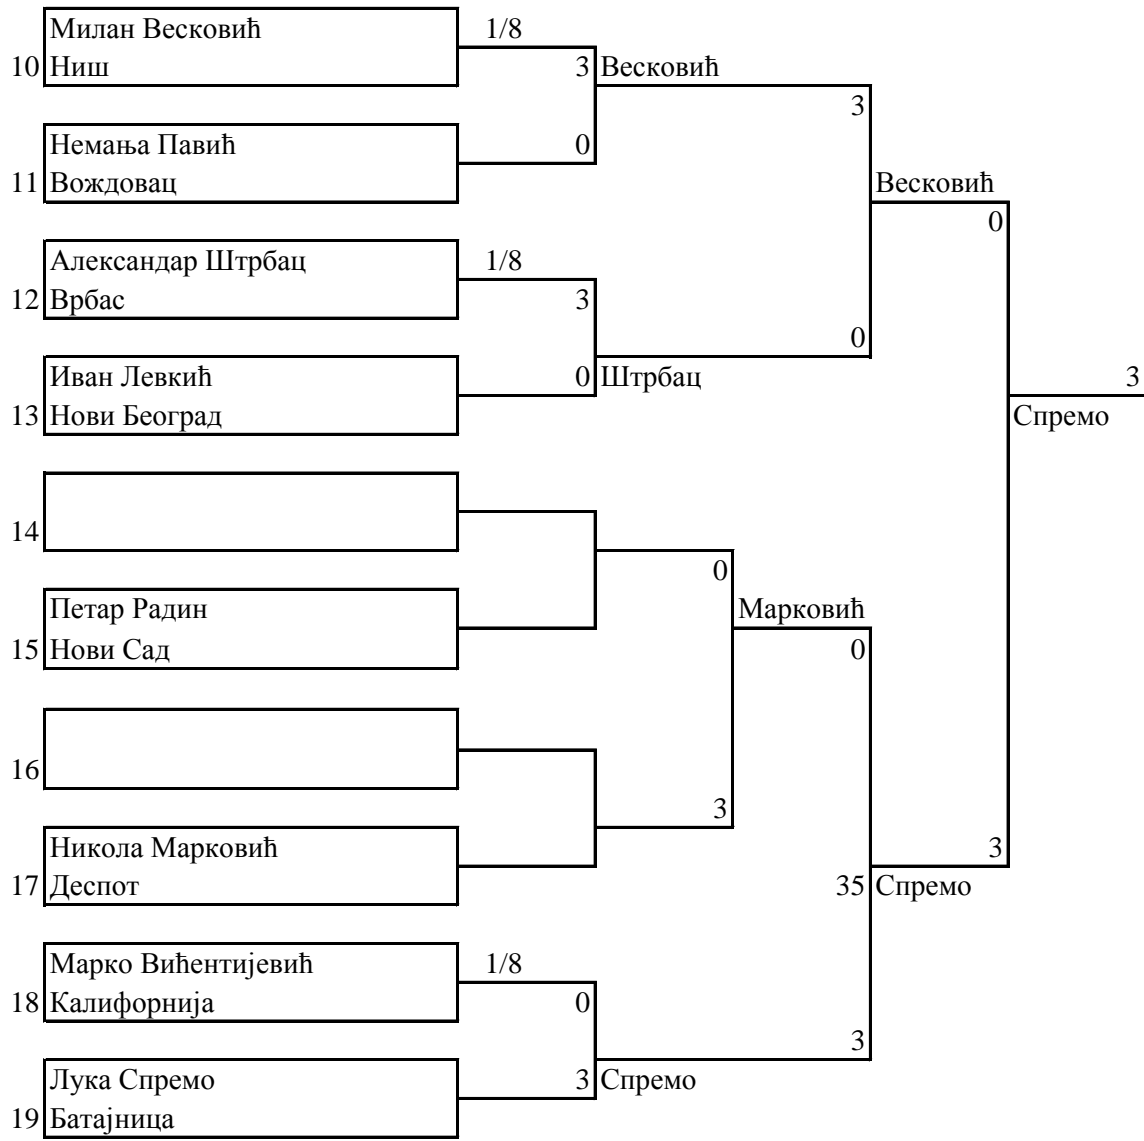 Милан Весковић 1/8
10 Ниш 3 Весковић
3
Немања Павић 0
11 Вождовац Весковић
0
Александар Штрбац 1/8
12 Врбас 3
0
Иван Левкић 0 Штрбац 3
13 Нови Београд Спремо
14
0
Петар Радин Марковић
15 Нови Сад 0
16
3
Никола Марковић 3
17 Деспот 35 Спремо
Марко Вићентијевић 1/8
18 Калифорнија 0
3
Лука Спремо 3 Спремо
19 Батајница